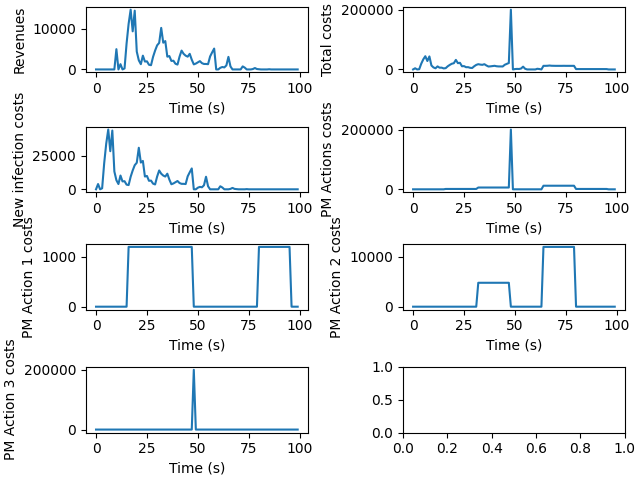 Revenues
10000
0
0 25 50 75 100
Time (s)
Total costs
200000
0
0 25 50 75 100
Time (s)
New infection costs
25000
0
0 25 50 75 100
Time (s)
PM Actions costs
200000
0
0 25 50 75 100
Time (s)
PM Action 1 costs
1000
0
0 25 50 75 100
Time (s)
PM Action 2 costs
10000
0
0 25 50 75 100
Time (s)
PM Action 3 costs
200000
0
0 25 50 75 100
Time (s)
1.0
0.5
0.0
0.0 0.2 0.4 0.6 0.8 1.0